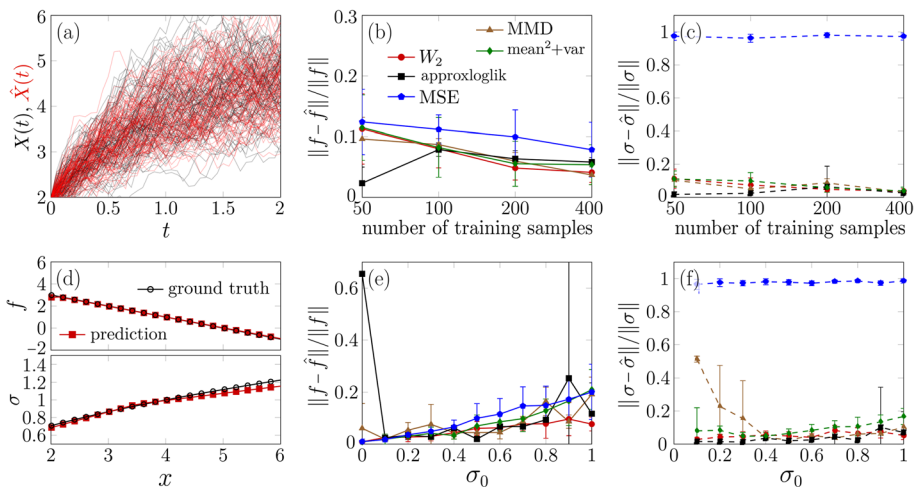 (a)
X(t), X̂(t)
6
5
4
3
2
0 0.5 1 1.5 2
t
(b)
||f − f̂||/||f||
0.3
0.2
0.1
0
W₂
approxloglik
MSE
MMD
mean²+var
50 100 200 400
number of training samples
(c)
||σ − σ̂||/||σ||
1
0.8
0.6
0.4
0.2
0
50 100 200 400
number of training samples
(d)
f
6
4
2
0
−2
ground truth
prediction
σ
1.4
1.2
1.0
0.8
0.6
2 3 4 5 6
x
(e)
||f − f̂||/||f||
0.6
0.4
0.2
0
0 0.2 0.4 0.6 0.8 1
σ₀
(f)
||σ − σ̂||/||σ||
1
0.8
0.6
0.4
0.2
0
0 0.2 0.4 0.6 0.8 1
σ₀